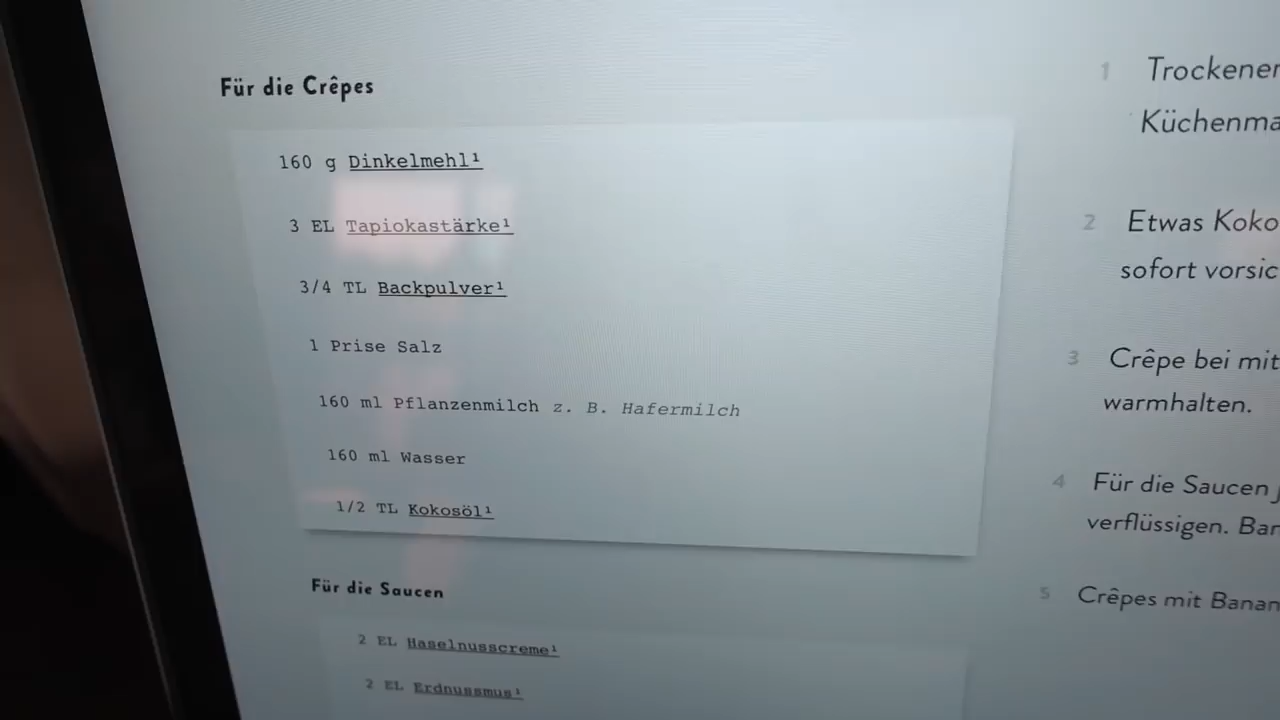 Für die Crêpes
160 g Dinkelmehl¹
3 EL Tapiokastärke¹
3/4 TL Backpulver¹
1 Prise Salz
160 ml Pflanzenmilch z. B. Hafermilch
160 ml Wasser
1/2 TL Kokosöl¹
Für die Saucen
2 EL Haselnusscreme¹
2 EL Erdnussmus¹
1 Trockenen
Küchenma
2 Etwas Koko
sofort vorsic
3 Crêpe bei mit
warmhalten.
4 Für die Saucen
verflüssigen. Ban
5 Crêpes mit Banan